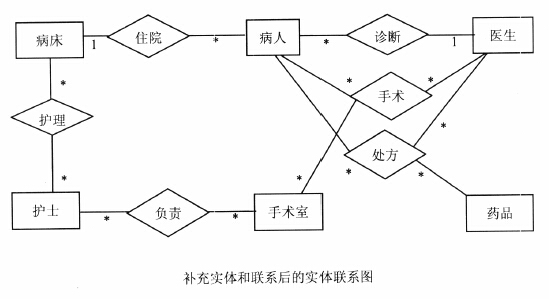 病床 1 住院 * 病人 * 诊断 1 医生
* * *
手术
护理 *
处方
* * * *
护士 * 负责 * 手术室 药品
补充实体和联系后的实体联系图